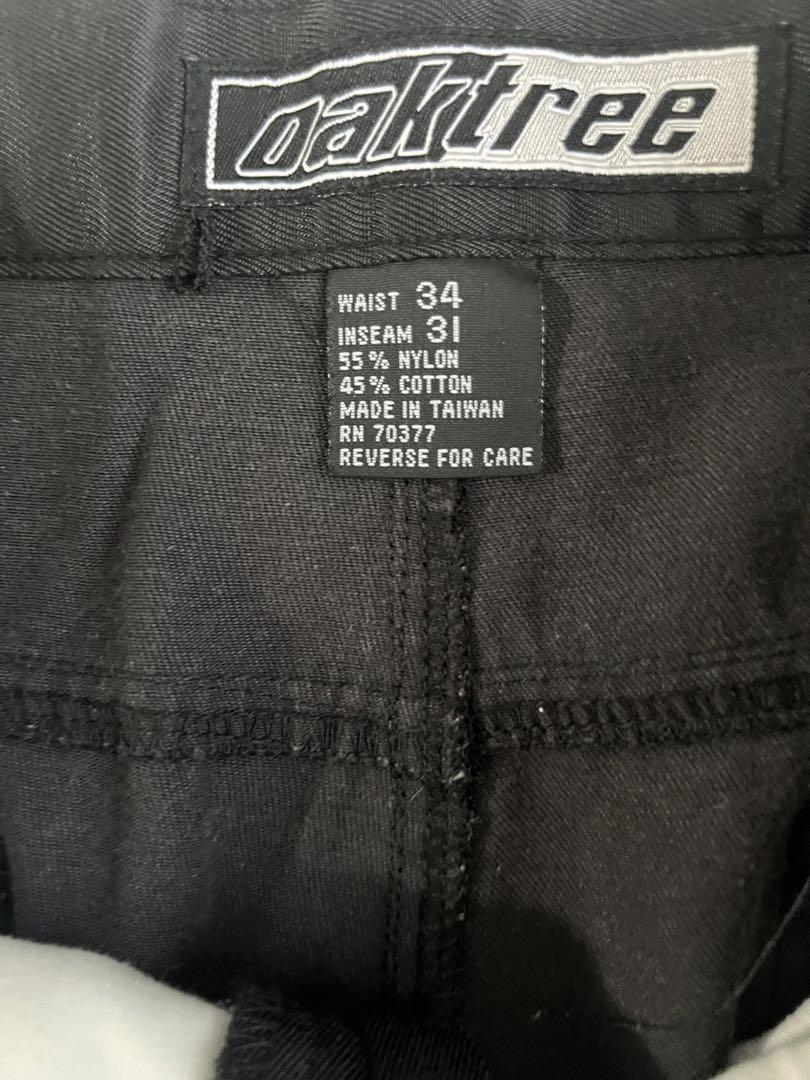 oaktree
WAIST 34
INSEAM 31
55% NYLON
45% COTTON
MADE IN TAIWAN
RN 70377
REVERSE FOR CARE